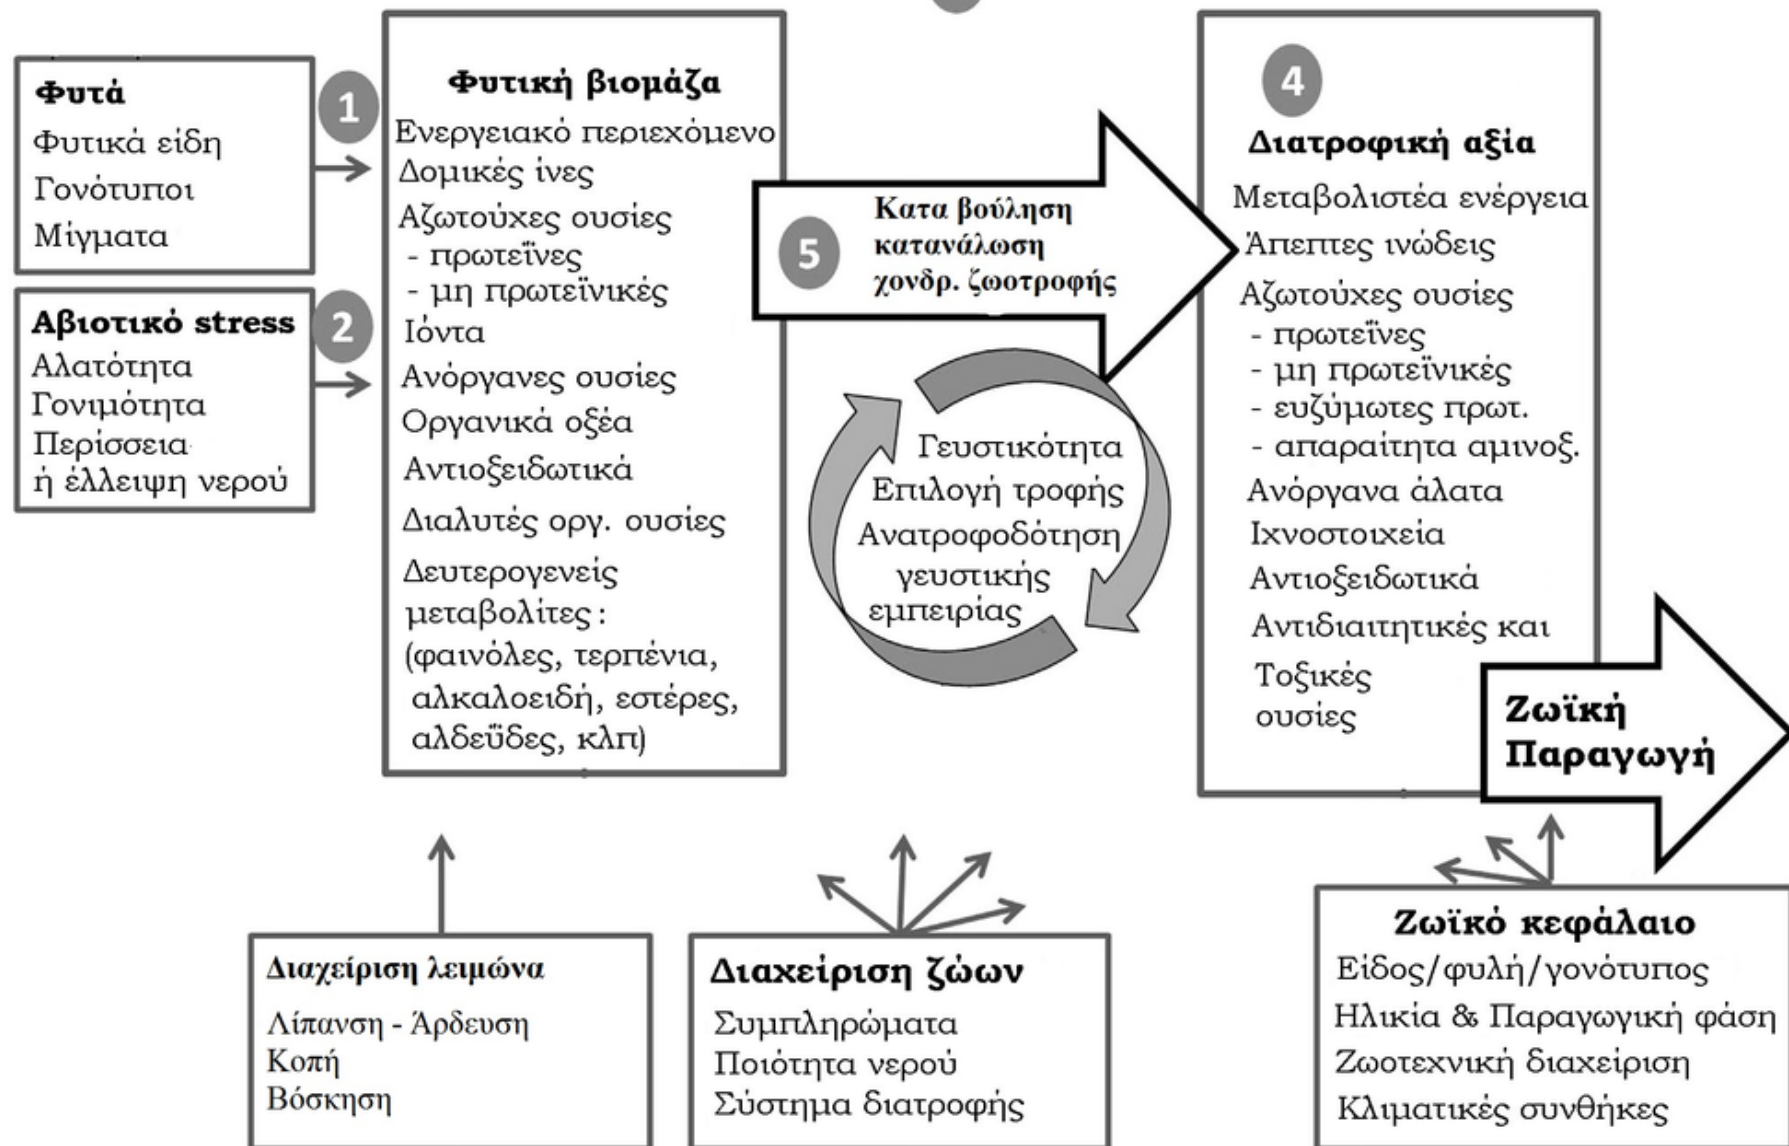 Φυτά
Φυτικά είδη
Γονότυποι
Μίγματα
1
Αβιοτικό stress
Αλατότητα
Γονιμότητα
Περίσσεια
ή έλλειψη νερού
2
Φυτική βιομάζα
Ενεργειακό περιεχόμενο
Δομικές ίνες
Αζωτούχες ουσίες
- πρωτεΐνες
- μη πρωτεϊνικές
Ιόντα
Ανόργανες ουσίες
Οργανικά οξέα
Αντιοξειδωτικά
Διαλυτές οργ. ουσίες
Δευτερογενείς
μεταβολίτες :
(φαινόλες, τερπένια,
αλκαλοειδή, εστέρες,
αλδεΰδες, κλπ)
5
Κατα βούληση
κατανάλωση
χονδρ. ζωοτροφής
Γευστικότητα
Επιλογή τροφής
Ανατροφοδότηση
γευστικής
εμπειρίας
4
Διατροφική αξία
Μεταβολιστέα ενέργεια
Άπεπτες ινώδεις
Αζωτούχες ουσίες
- πρωτεΐνες
- μη πρωτεϊνικές
- ευζύμωτες πρωτ.
- απαραίτητα αμινοξ.
Ανόργανα άλατα
Ιχνοστοιχεία
Αντιοξειδωτικά
Αντιδιαιτητικές και
Τοξικές
ουσίες
Ζωϊκή
Παραγωγή
Διαχείριση λειμώνα
Λίπανση - Άρδευση
Κοπή
Βόσκηση
Διαχείριση ζώων
Συμπληρώματα
Ποιότητα νερού
Σύστημα διατροφής
Ζωϊκό κεφάλαιο
Είδος/φυλή/γονότυπος
Ηλικία & Παραγωγική φάση
Ζωοτεχνική διαχείριση
Κλιματικές συνθήκες